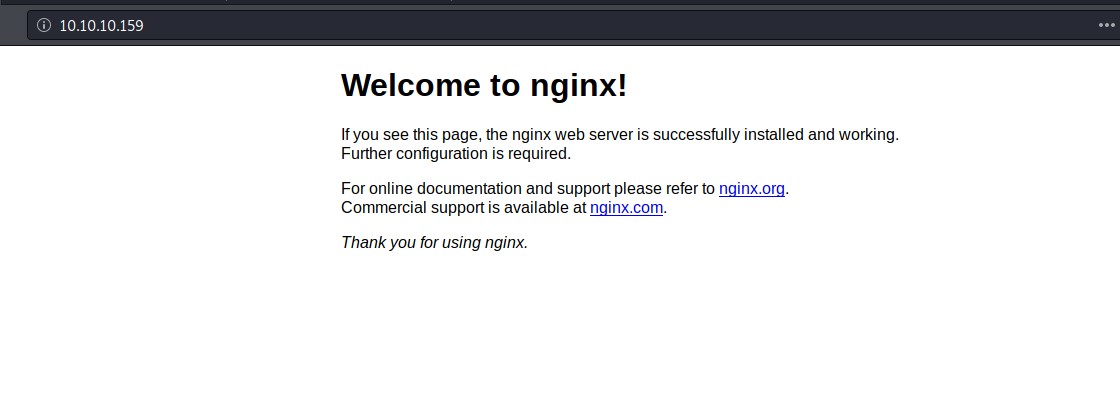 10.10.10.159
Welcome to nginx!
If you see this page, the nginx web server is successfully installed and working.
Further configuration is required.
For online documentation and support please refer to nginx.org.
Commercial support is available at nginx.com.
Thank you for using nginx.